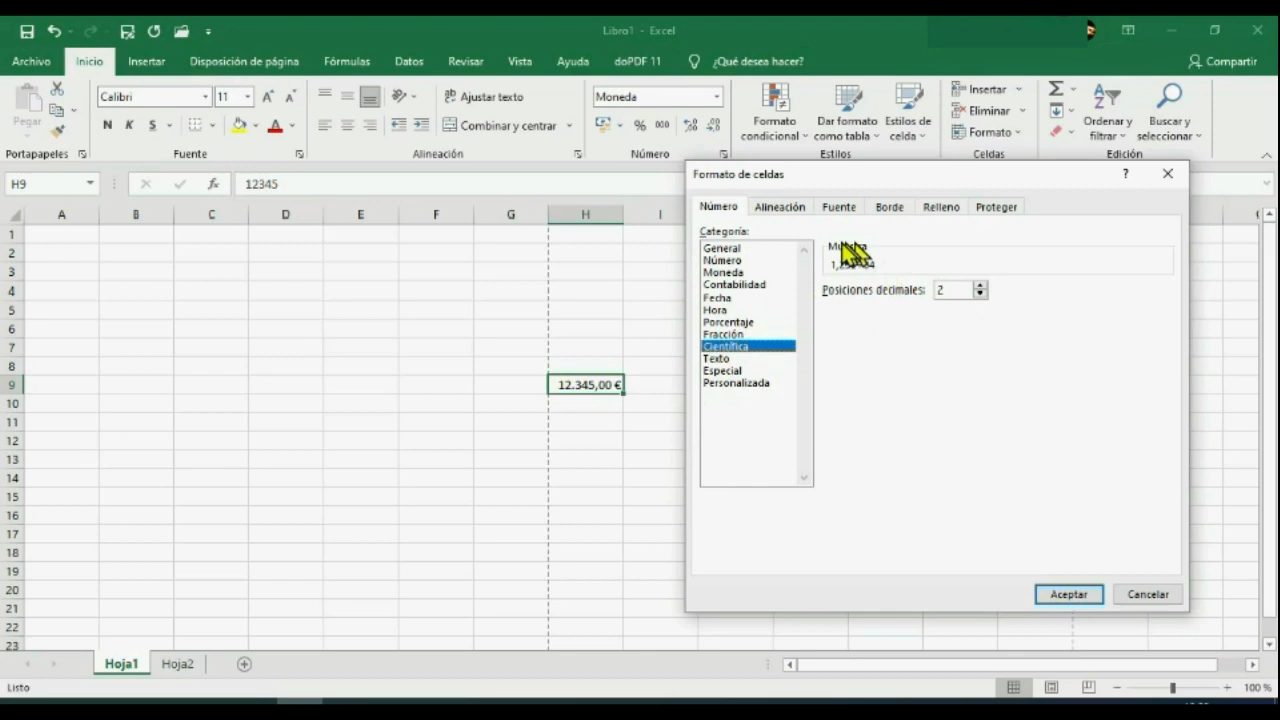 Libro1 - Excel
Archivo Inicio Insertar Disposición de página Fórmulas Datos Revisar Vista Ayuda doPDF 11 ¿Qué desea hacer? Compartir
Pegar
Calibri 11
N K S
Ajustar texto
Combinar y centrar
Moneda
% 000
Formato condicional
Dar formato como tabla
Estilos de celda
Insertar
Eliminar
Formato
Ordenar y filtrar
Buscar y seleccionar
Portapapeles Fuente Alineación Número Estilos Celdas Edición
H9 fx 12345
A B C D E F G H I
1
2
3
4
5
6
7
8
9 12.345,00 €
10
11
12
13
14
15
16
17
18
19
20
21
22
23
Formato de celdas ?
Número Alineación Fuente Borde Relleno Proteger
Categoría:
General
Número
Moneda
Contabilidad
Fecha
Hora
Porcentaje
Fracción
Científica
Texto
Especial
Personalizada
Posiciones decimales: 2
Aceptar Cancelar
Hoja1 Hoja2
Listo 100 %